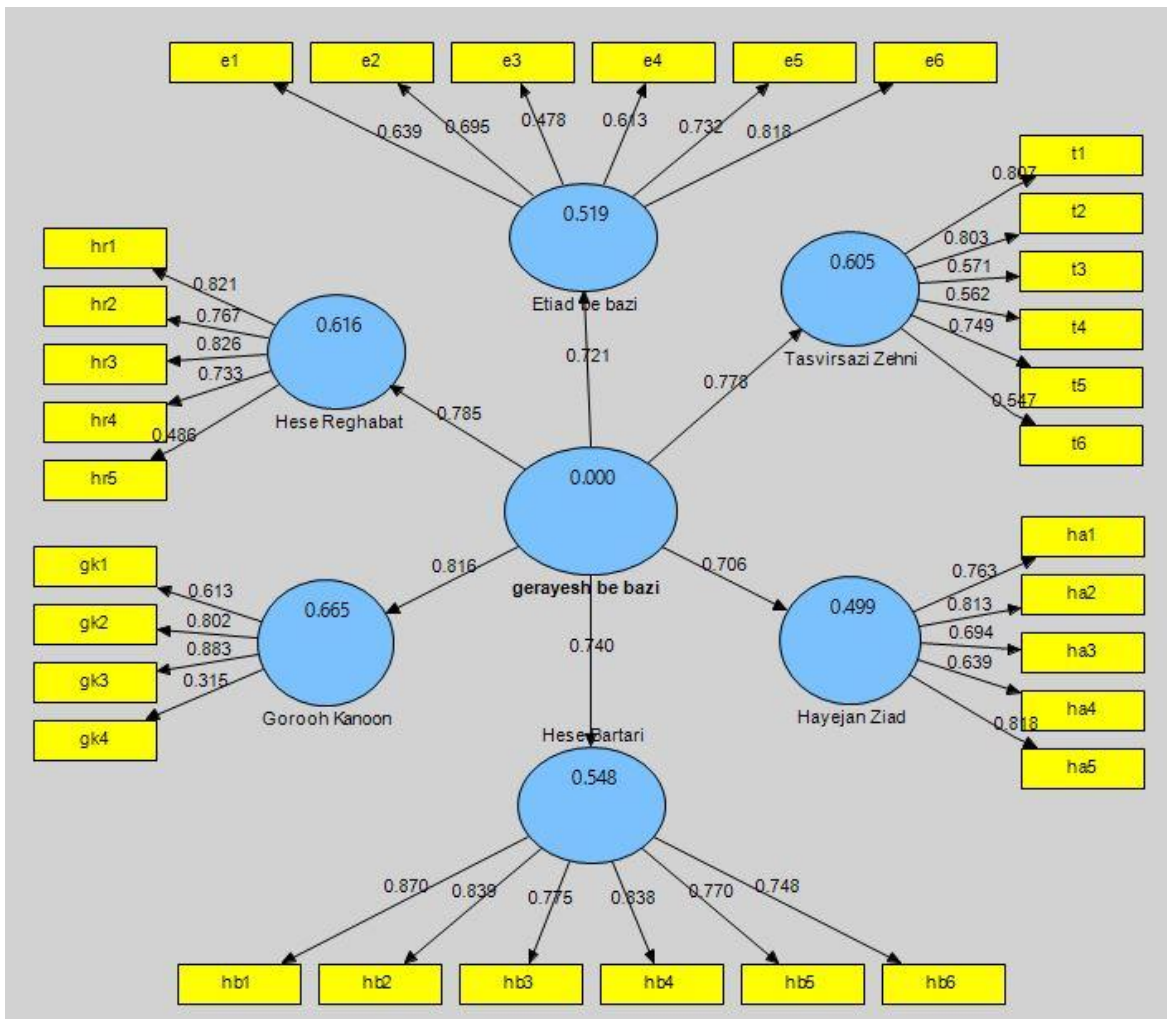 e1 e2 e3 e4 e5 e6
0.639 0.695 0.478 0.613 0.732 0.818
0.519
Etiad be bazi
0.721
t1
t2
t3
t4
t5
t6
0.807
0.803
0.571
0.562
0.749
0.547
0.605
Tasvirsazi Zehni
0.778
hr1
hr2
hr3
hr4
hr5
0.821
0.767
0.826
0.733
0.486
0.616
Hese Reghabat
0.785
0.000
gerayesh be bazi
gk1
gk2
gk3
gk4
0.613
0.802
0.883
0.315
0.665
Gorooh Kanoon
0.816
ha1
ha2
ha3
ha4
ha5
0.763
0.813
0.694
0.639
0.818
0.499
Hayejan Ziad
0.706
0.740
Hese Bartari
0.548
0.870 0.839 0.775 0.838 0.770 0.748
hb1 hb2 hb3 hb4 hb5 hb6